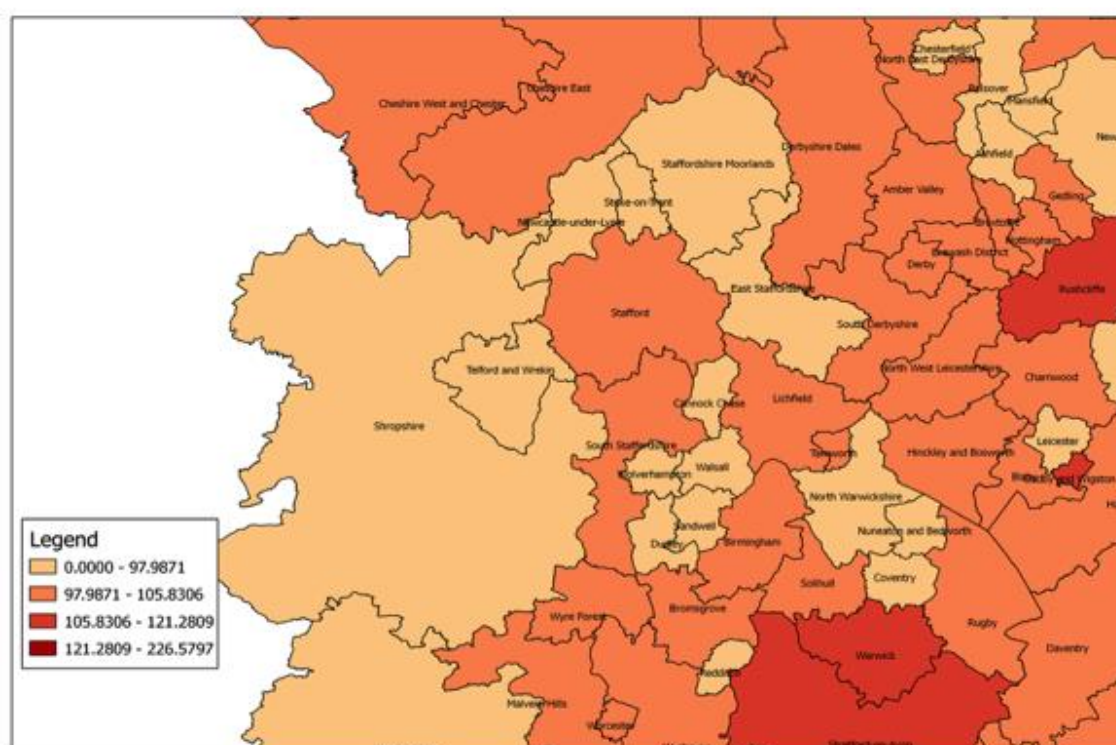 Chesterfield
North East Derbyshire
Cheshire East
Cheshire West and Chester
Bolsover
Mansfield
Derbyshire Dales
Ashfield
Staffordshire Moorlands
Amber Valley
Gedling
Stoke-on-Trent
Newcastle-under-Lyme
Nottingham
Erewash District
Derby
East Staffordshire
Rushcliffe
Stafford
South Derbyshire
Telford and Wrekin
North West Leicestershire
Charnwood
Cannock Chase
Lichfield
Shropshire
South Staffordshire
Tamworth
Hinckley and Bosworth
Leicester
Wolverhampton
Walsall
Oadby and Wigston
North Warwickshire
Sandwell
Nuneaton and Bedworth
Dudley
Birmingham
Solihull
Coventry
Legend
0.0000 - 97.9871
97.9871 - 105.8306
105.8306 - 121.2809
121.2809 - 226.5797
Wyre Forest
Bromsgrove
Rugby
Daventry
Warwick
Redditch
Malvern Hills
Worcester